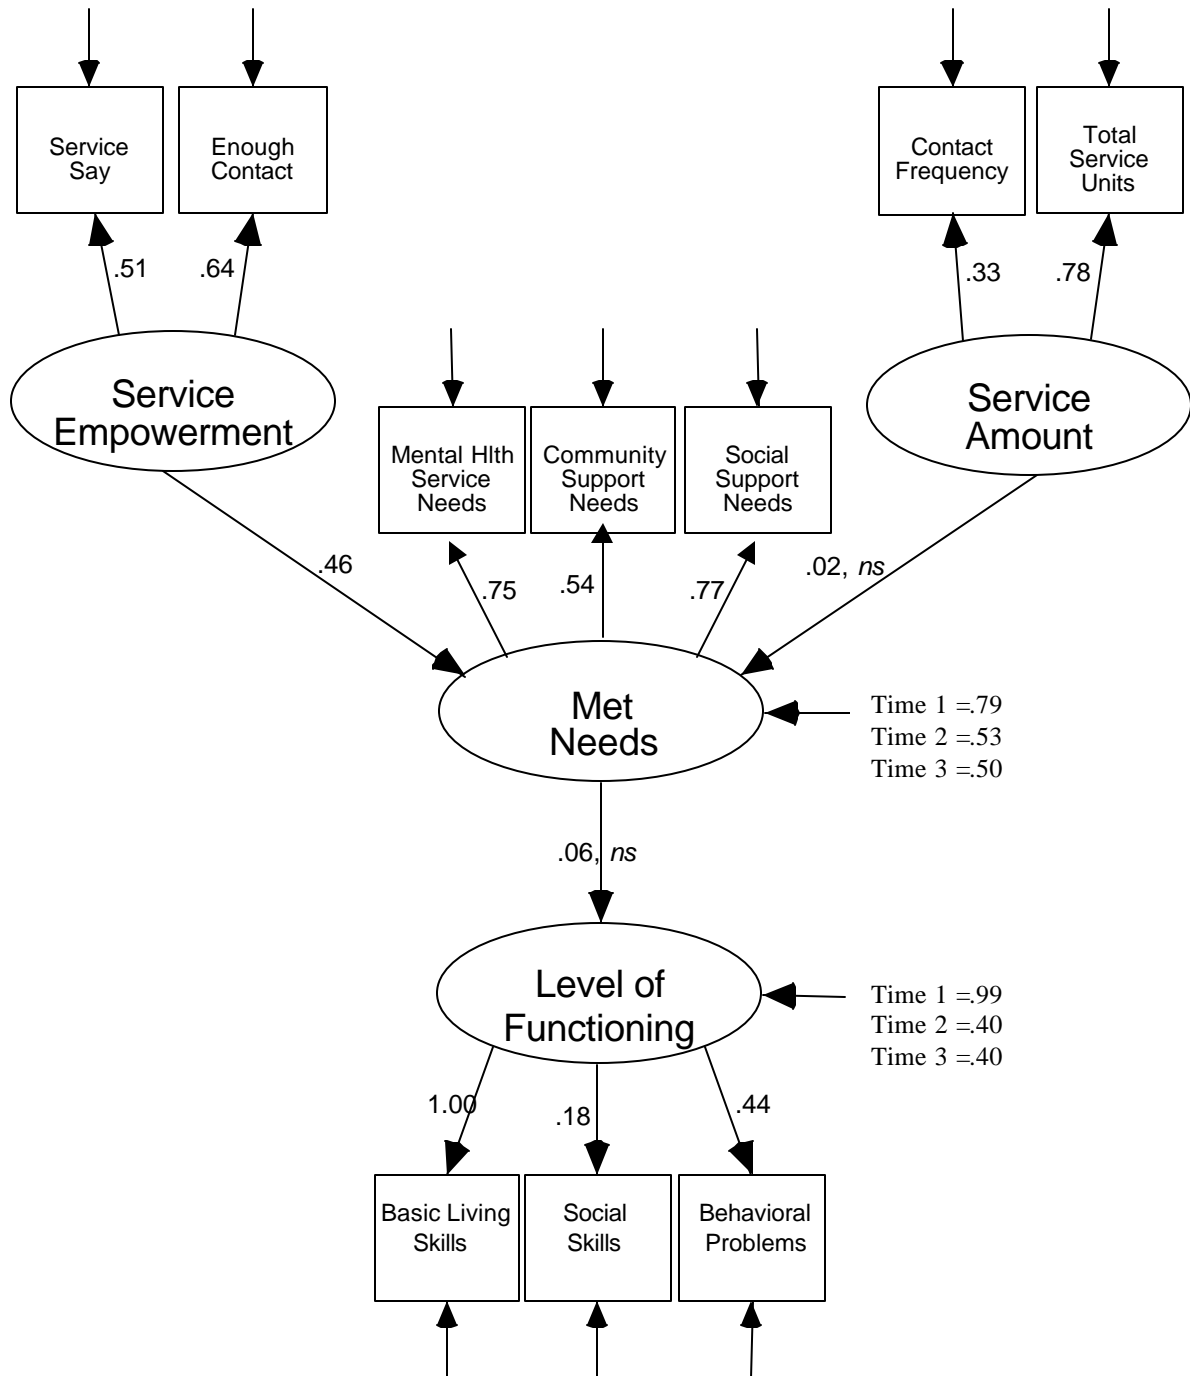 Service
Say
Enough
Contact
Contact
Frequency
Total
Service
Units
.51
.64
.33
.78
Service
Empowerment
Service
Amount
Mental Hlth
Service
Needs
Community
Support
Needs
Social
Support
Needs
.46
.75
.54
.77
.02, ns
Met
Needs
Time 1 =.79
Time 2 =.53
Time 3 =.50
.06, ns
Level of
Functioning
Time 1 =.99
Time 2 =.40
Time 3 =.40
1.00
.18
.44
Basic Living
Skills
Social
Skills
Behavioral
Problems